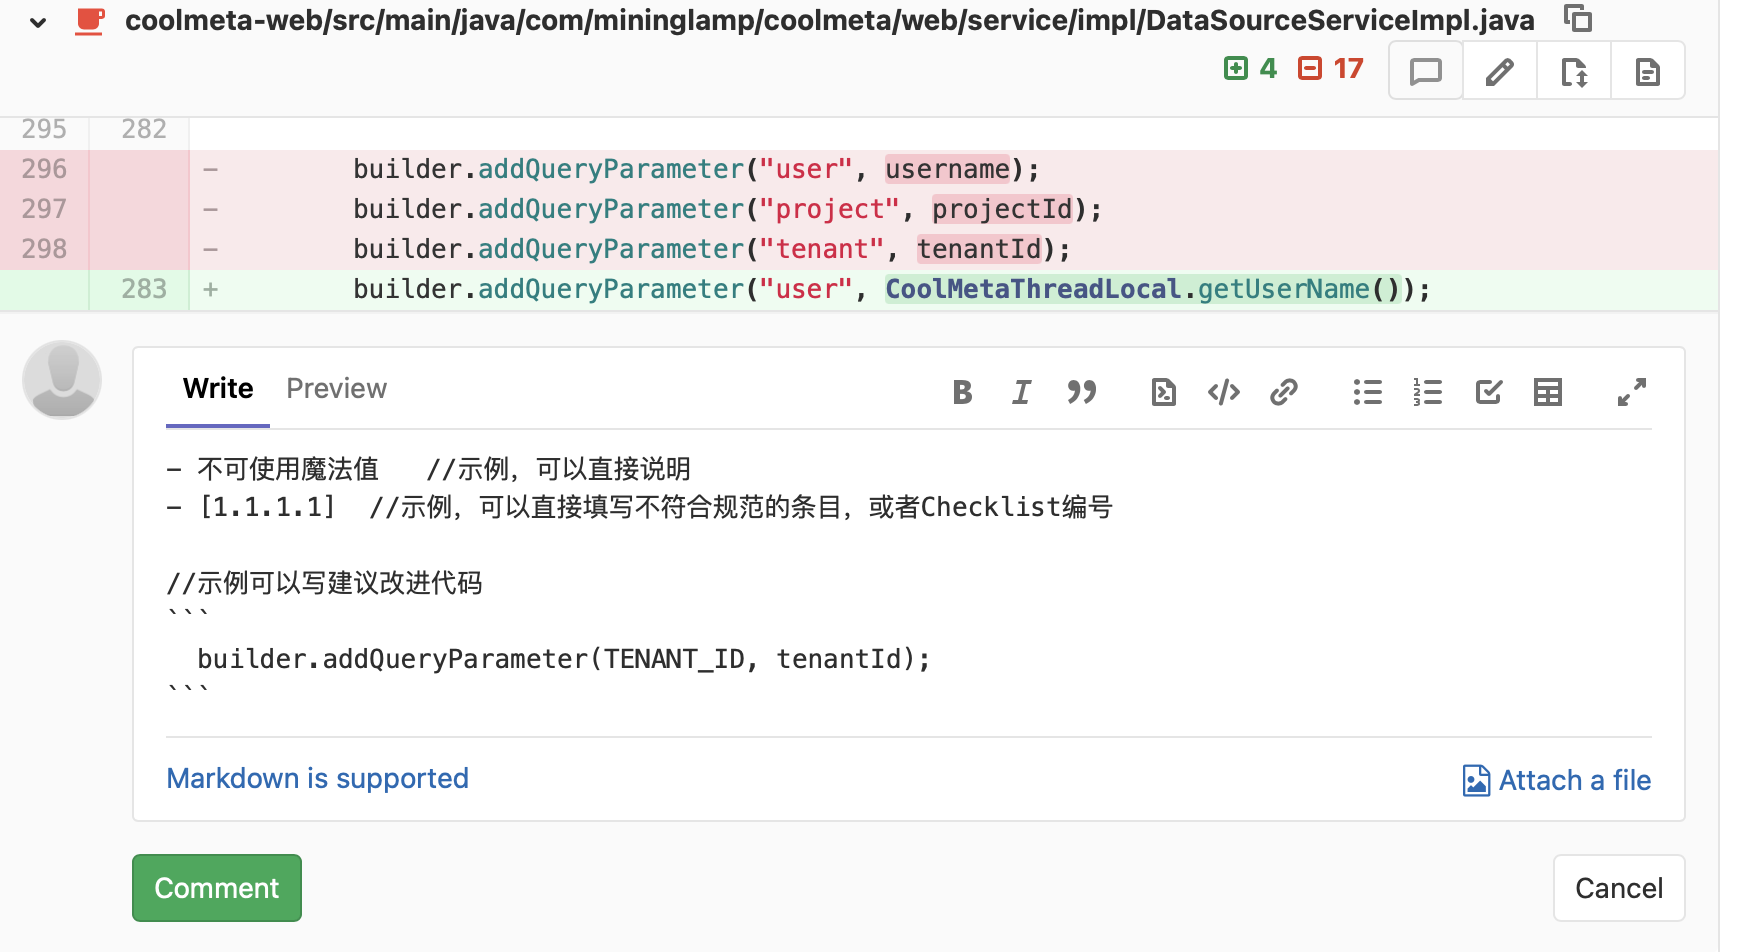 coolmeta-web/src/main/java/com/mininglamp/coolmeta/web/service/impl/DataSourceServiceImpl.java
4 17
295 282
296 - builder.addQueryParameter("user", username);
297 - builder.addQueryParameter("project", projectId);
298 - builder.addQueryParameter("tenant", tenantId);
283 + builder.addQueryParameter("user", CoolMetaThreadLocal.getUserName());
Write Preview
- 不可使用魔法值 //示例，可以直接说明
- [1.1.1.1] //示例，可以直接填写不符合规范的条目，或者Checklist编号
//示例可以写建议改进代码
```
builder.addQueryParameter(TENANT_ID, tenantId);
```
Markdown is supported
Attach a file
Comment
Cancel